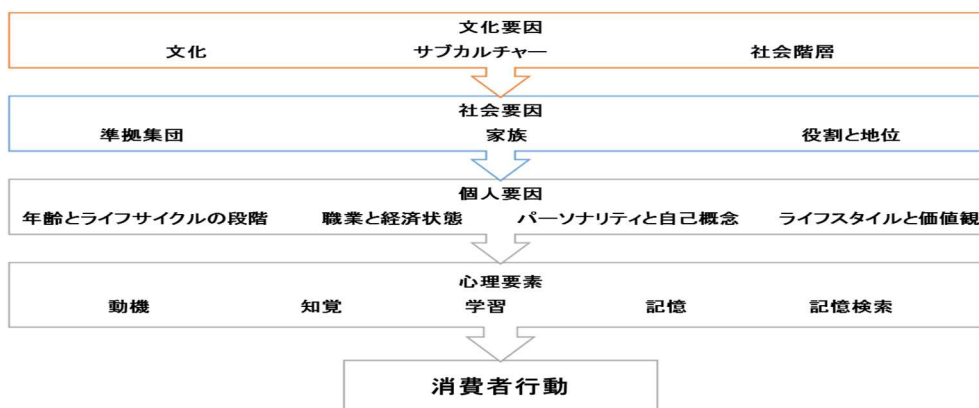 文化要因
文化 サブカルチャー 社会階層
社会要因
準拠集団 家族 役割と地位
個人要因
年齢とライフサイクルの段階 職業と経済状態 パーソナリティと自己概念 ライフスタイルと価値観
心理要素
動機 知覚 学習 記憶 記憶検索
消費者行動